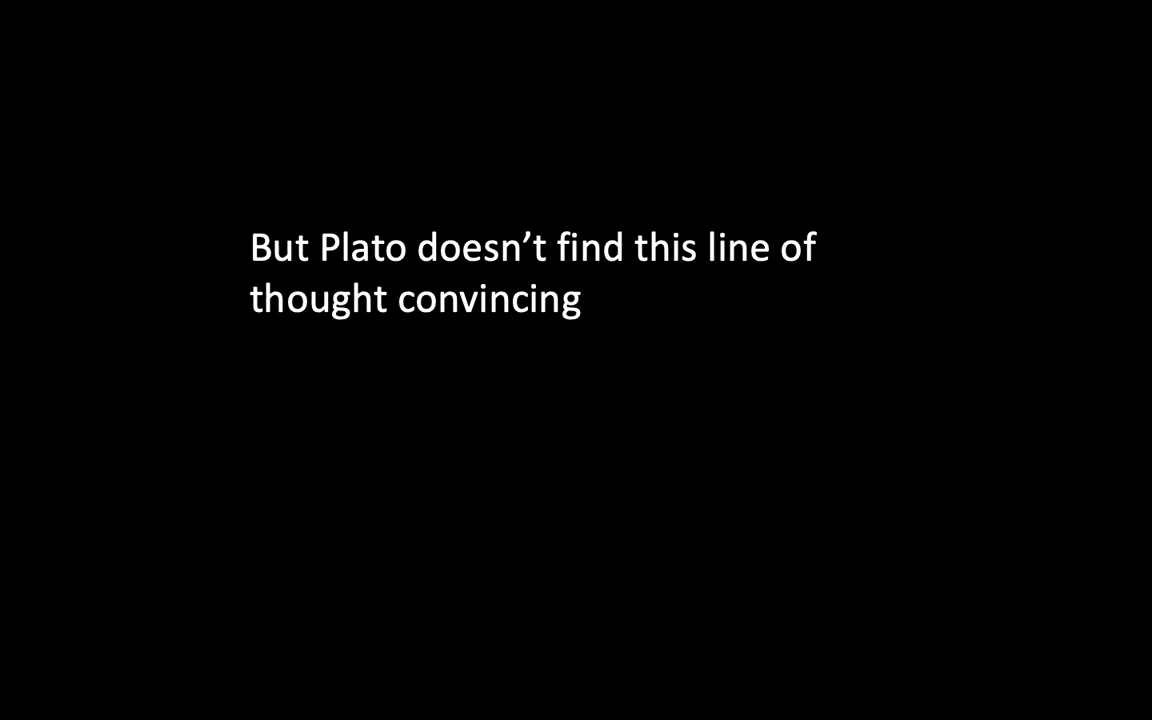 But Plato doesn’t find this line of
thought convincing